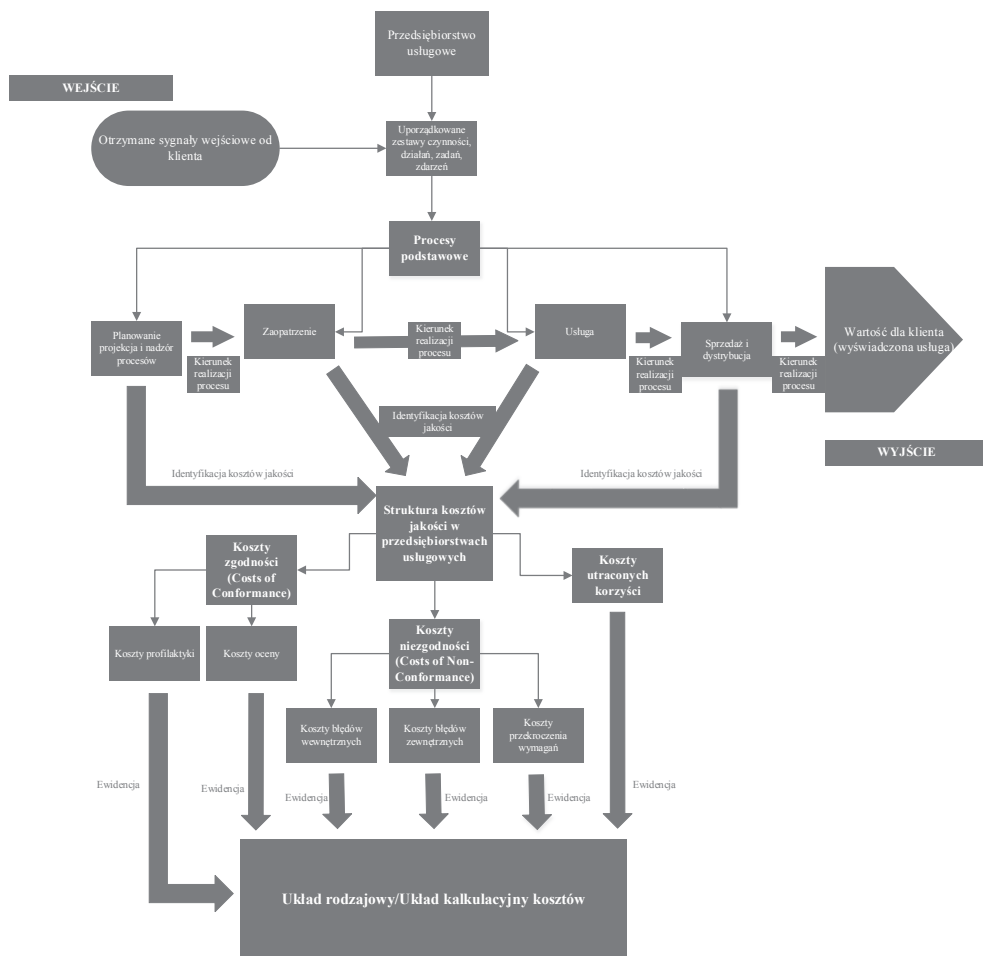 Przedsiębiorstwo
usługowe
WEJŚCIE
Otrzymane sygnały wejściowe od
klienta
Uporządkowane
zestawy czynności,
działań, zadań,
zdarzeń
Procesy
podstawowe
Planowanie
projekcja i nadzór
procesów
Kierunek
realizacji
procesu
Zaopatrzenie
Kierunek
realizacji
procesu
Usługa
Kierunek
realizacji
procesu
Sprzedaż i
dystrybucja
Kierunek
realizacji
procesu
Wartość dla klienta
(wyświadczona usługa)
WYJŚCIE
Identyfikacja kosztów
jakości
Identyfikacja kosztów jakości
Identyfikacja kosztów jakości
Struktura kosztów
jakości w
przedsiębiorstwach
usługowych
Koszty
zgodności
(Costs of
Conformance)
Koszty
utraconych
korzyści
Koszty profilaktyki
Koszty oceny
Koszty
niezgodności
(Costs of Non-
Conformance)
Koszty błędów
wewnętrznych
Koszty błędów
zewnętrznych
Koszty
przekroczenia
wymagań
Ewidencja
Ewidencja
Ewidencja
Ewidencja
Ewidencja
Ewidencja
Układ rodzajowy/Układ kalkulacyjny kosztów